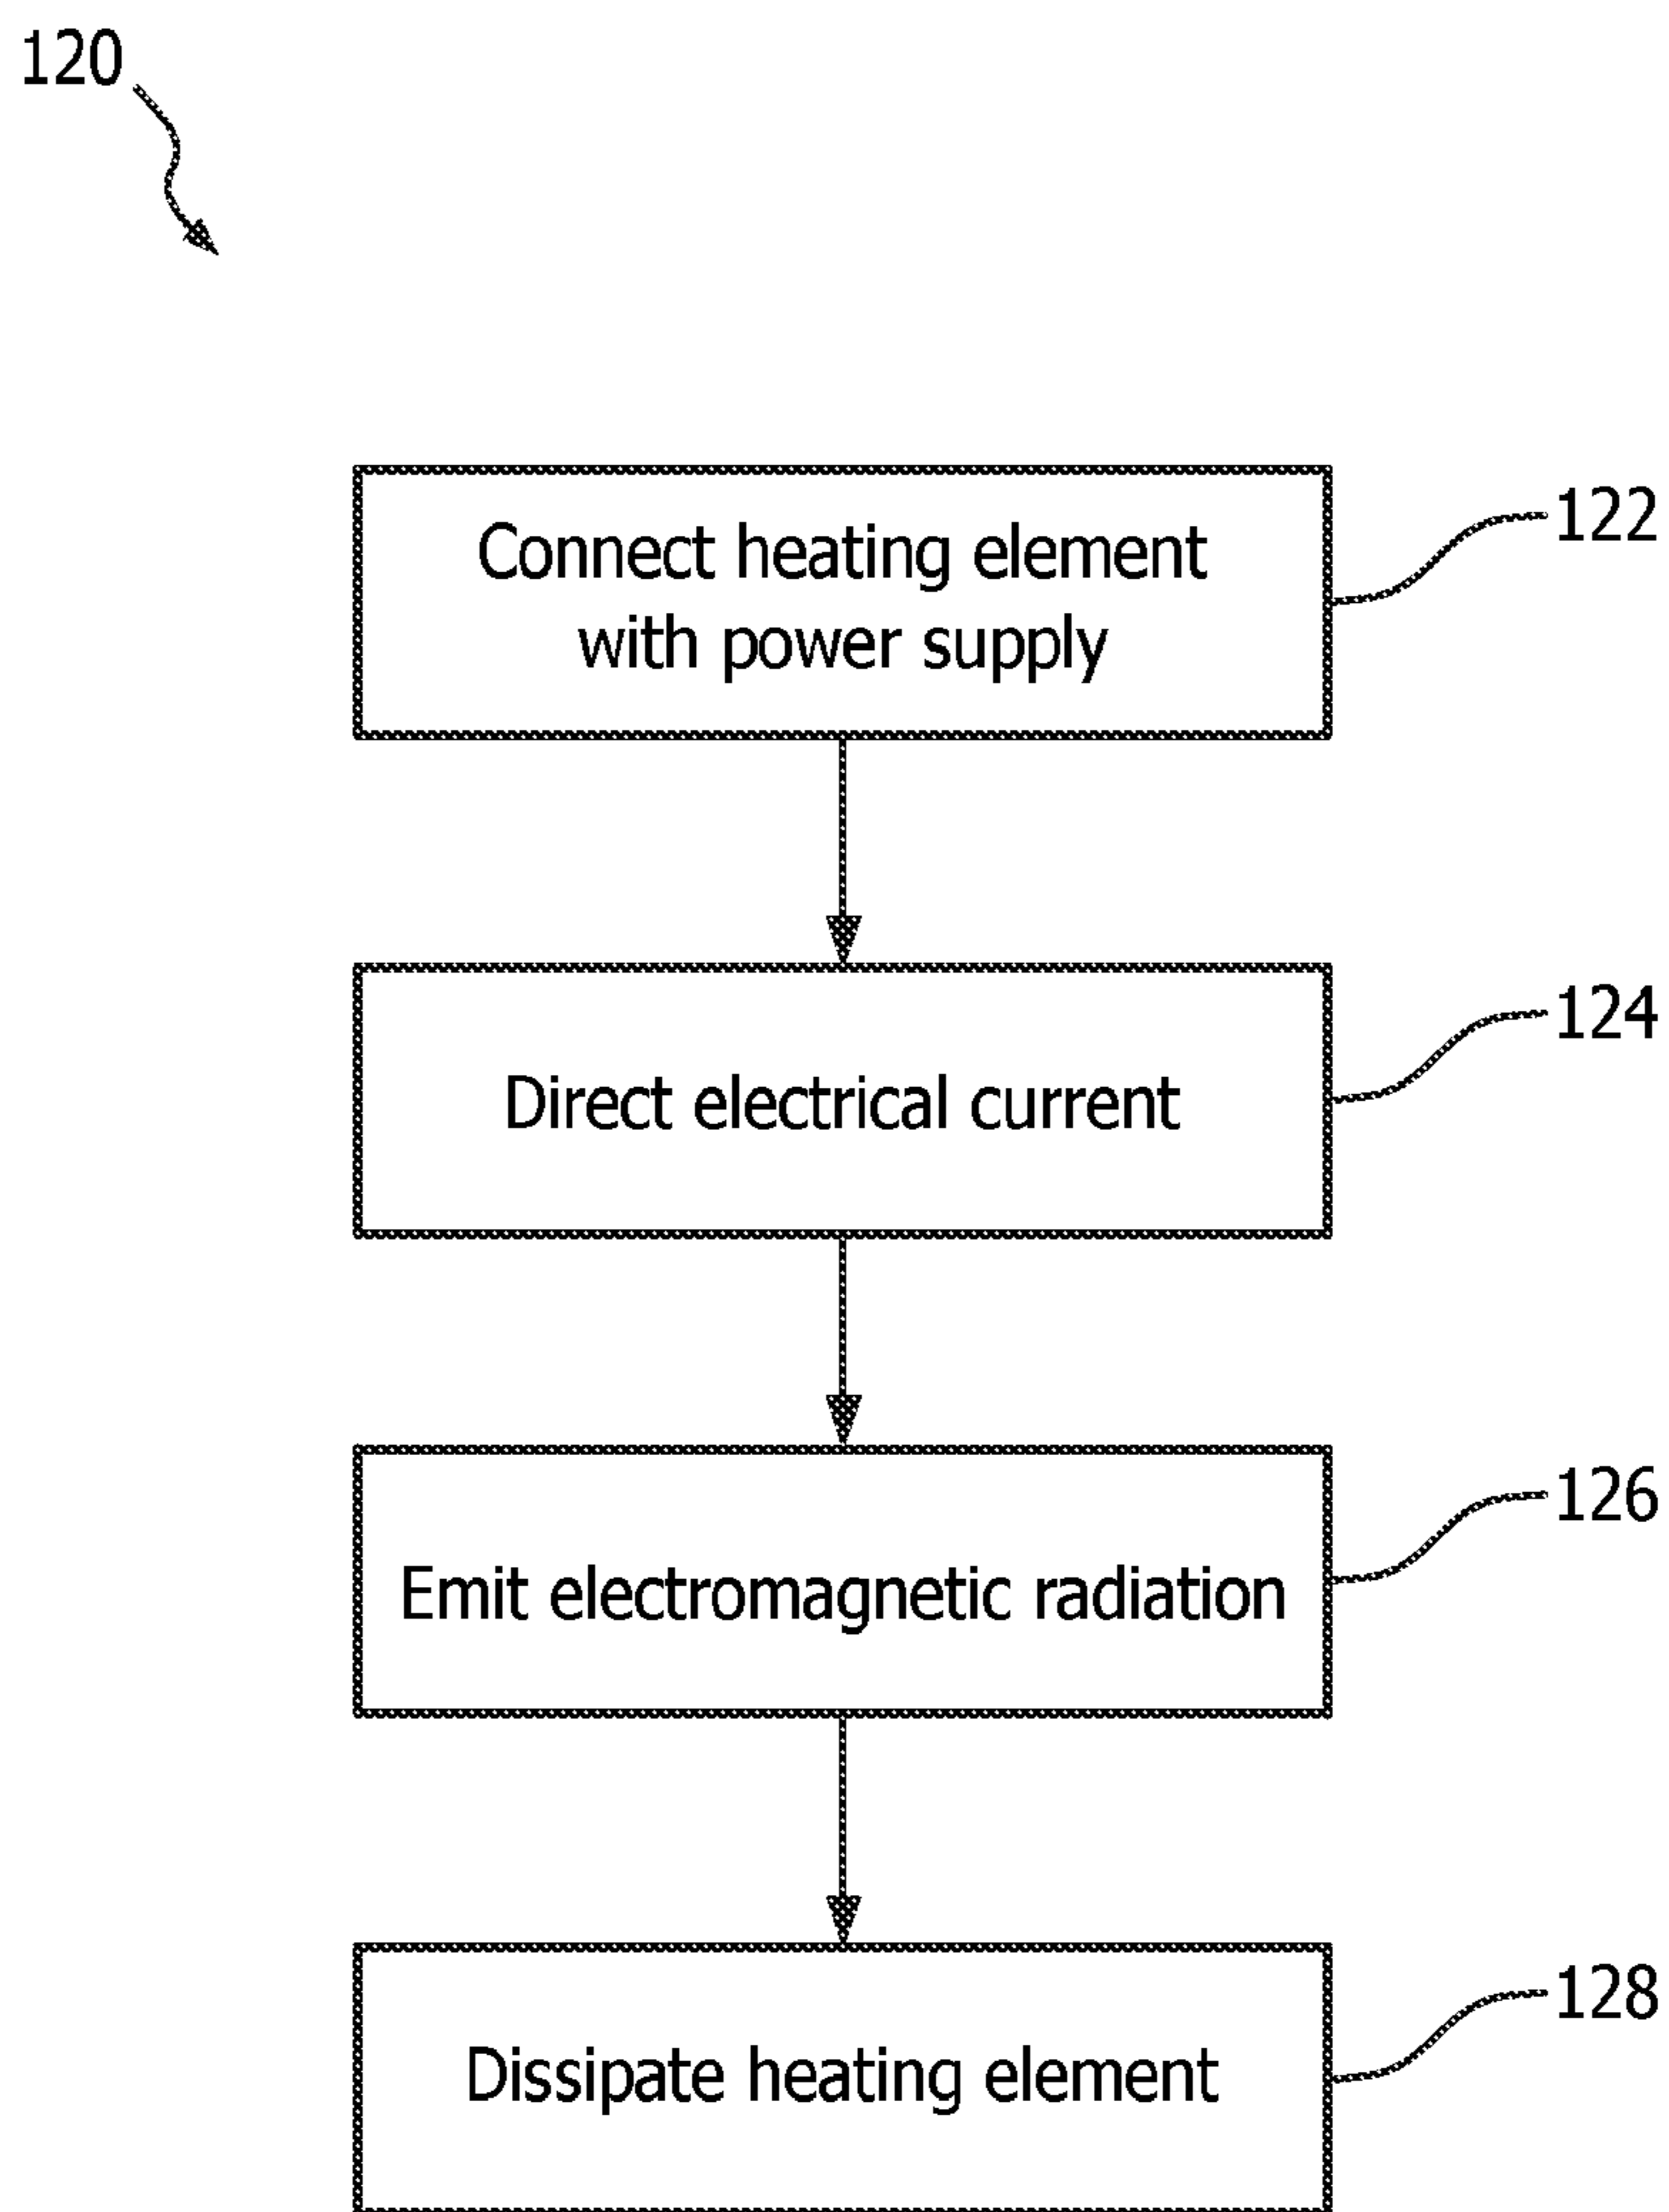 120
Connect heating element
with power supply
122
Direct electrical current
124
Emit electromagnetic radiation
126
Dissipate heating element
128